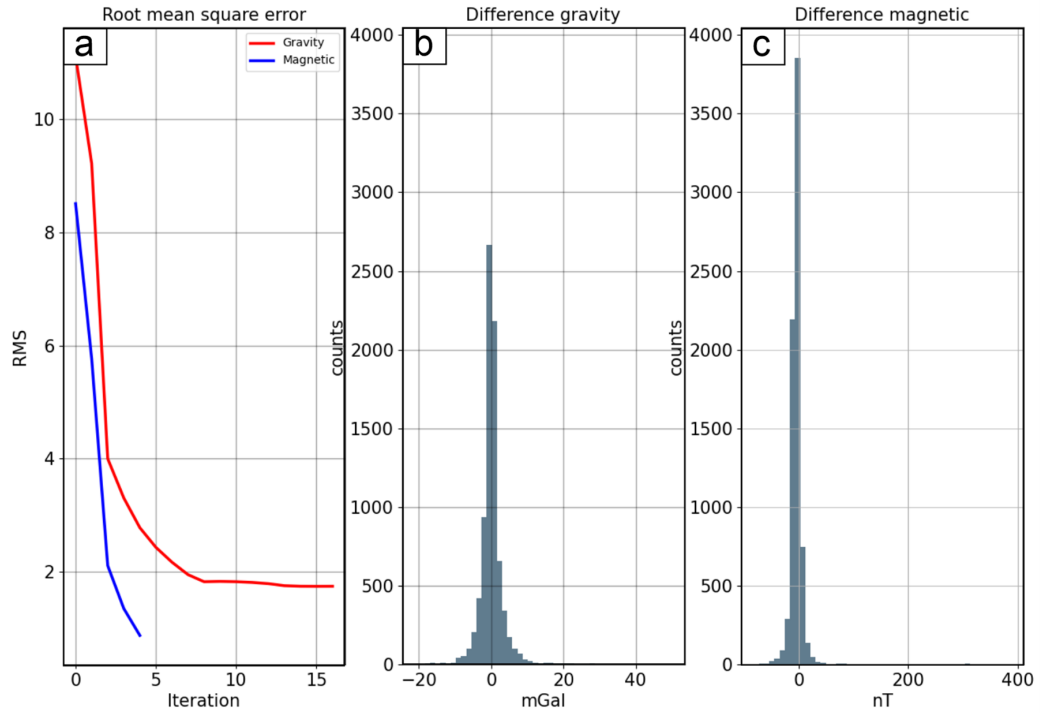 Root mean square error
a
Gravity
Magnetic
10
8
6
4
2
0
5
10
15
RMS
Iteration
Difference gravity
b
4000
3500
3000
2500
2000
1500
1000
500
0
−20
0
20
40
counts
mGal
Difference magnetic
c
4000
3500
3000
2500
2000
1500
1000
500
0
0
200
400
counts
nT